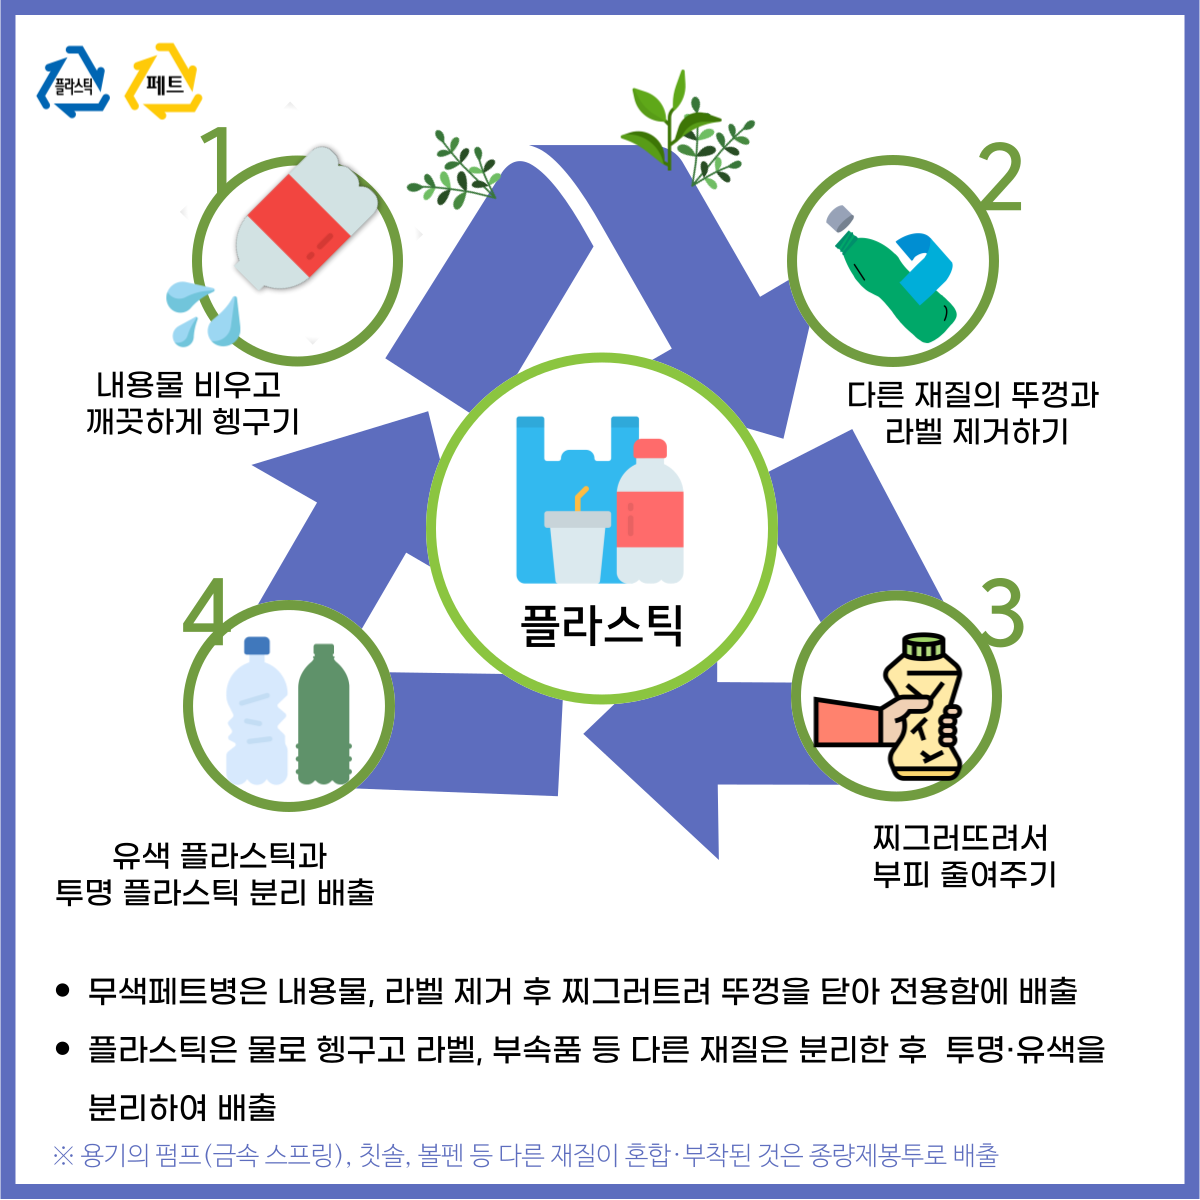 플라스틱
페트
1
내용물 비우고
깨끗하게 헹구기
2
다른 재질의 뚜껑과
라벨 제거하기
플라스틱
3
찌그러뜨려서
부피 줄여주기
4
유색 플라스틱과
투명 플라스틱 분리 배출
• 무색페트병은 내용물, 라벨 제거 후 찌그러트려 뚜껑을 닫아 전용함에 배출
• 플라스틱은 물로 헹구고 라벨, 부속품 등 다른 재질은 분리한 후 투명·유색을
분리하여 배출
※ 용기의 펌프(금속 스프링), 칫솔, 볼펜 등 다른 재질이 혼합·부착된 것은 종량제봉투로 배출